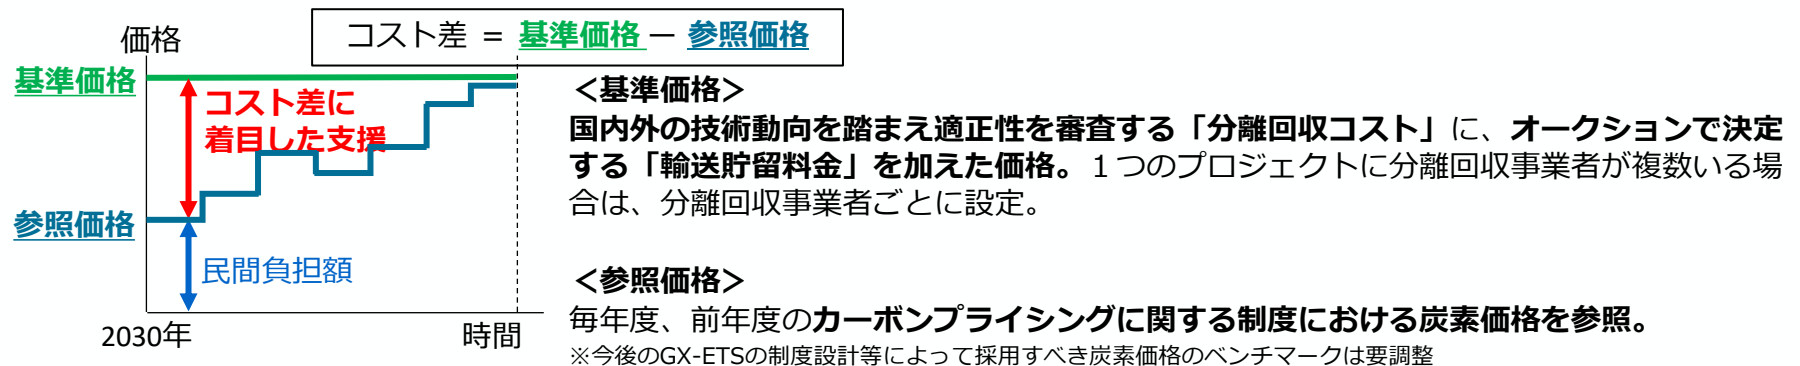 コスト差 = 基準価格 ー 参照価格
価格
基準価格
コスト差に
着目した支援
参照価格
民間負担額
2030年
時間
＜基準価格＞
国内外の技術動向を踏まえ適正性を審査する「分離回収コスト」に、オークションで決定
する「輸送貯留料金」を加えた価格。１つのプロジェクトに分離回収事業者が複数いる場
合は、分離回収事業者ごとに設定。
＜参照価格＞
毎年度、前年度のカーボンプライシングに関する制度における炭素価格を参照。
※今後のGX-ETSの制度設計等によって採用すべき炭素価格のベンチマークは要調整